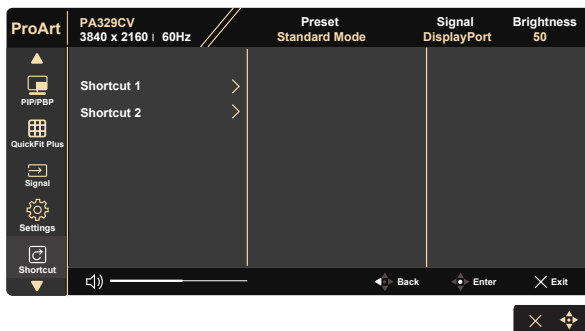 ProArt
PA329CV
3840 x 2160 | 60Hz
Preset
Standard Mode
Signal
DisplayPort
Brightness
50
PIP/PBP
QuickFit Plus
Signal
Settings
Shortcut
Shortcut 1
Shortcut 2
Back
Enter
Exit